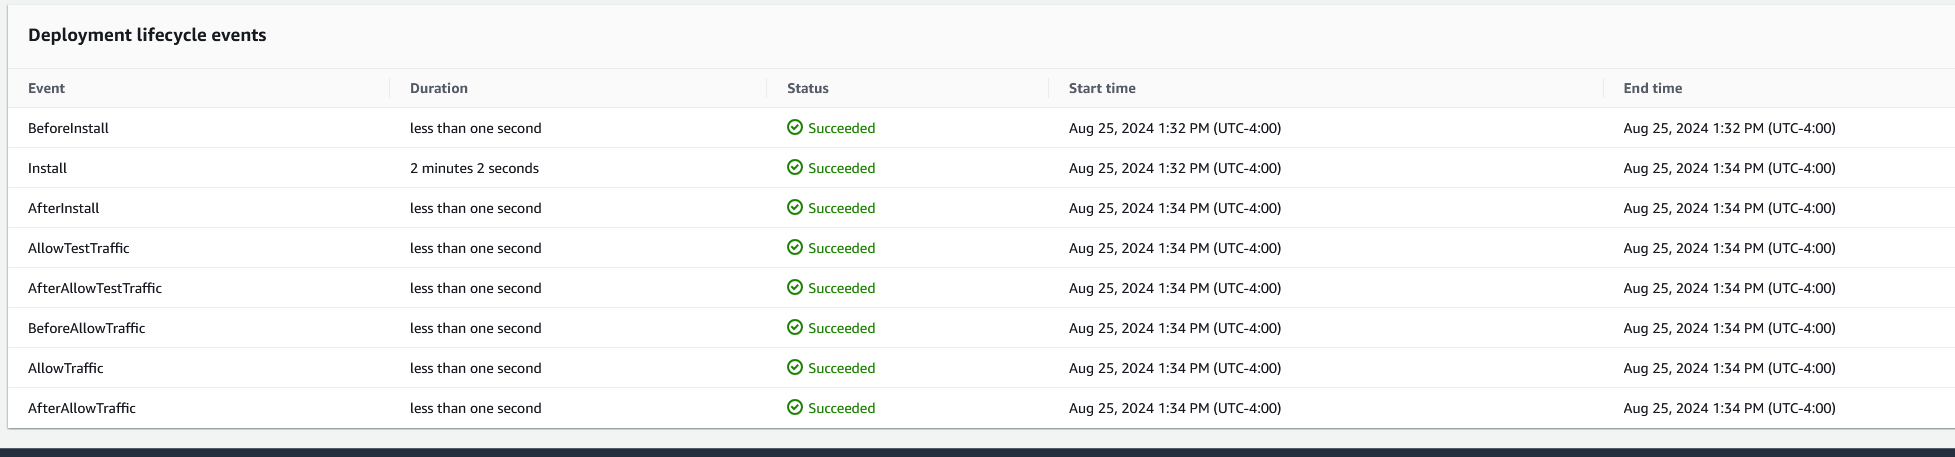 Deployment lifecycle events
Event Duration Status Start time End time
BeforeInstall less than one second Succeeded Aug 25, 2024 1:32 PM (UTC-4:00) Aug 25, 2024 1:32 PM (UTC-4:00)
Install 2 minutes 2 seconds Succeeded Aug 25, 2024 1:32 PM (UTC-4:00) Aug 25, 2024 1:34 PM (UTC-4:00)
AfterInstall less than one second Succeeded Aug 25, 2024 1:34 PM (UTC-4:00) Aug 25, 2024 1:34 PM (UTC-4:00)
AllowTestTraffic less than one second Succeeded Aug 25, 2024 1:34 PM (UTC-4:00) Aug 25, 2024 1:34 PM (UTC-4:00)
AfterAllowTestTraffic less than one second Succeeded Aug 25, 2024 1:34 PM (UTC-4:00) Aug 25, 2024 1:34 PM (UTC-4:00)
BeforeAllowTraffic less than one second Succeeded Aug 25, 2024 1:34 PM (UTC-4:00) Aug 25, 2024 1:34 PM (UTC-4:00)
AllowTraffic less than one second Succeeded Aug 25, 2024 1:34 PM (UTC-4:00) Aug 25, 2024 1:34 PM (UTC-4:00)
AfterAllowTraffic less than one second Succeeded Aug 25, 2024 1:34 PM (UTC-4:00) Aug 25, 2024 1:34 PM (UTC-4:00)